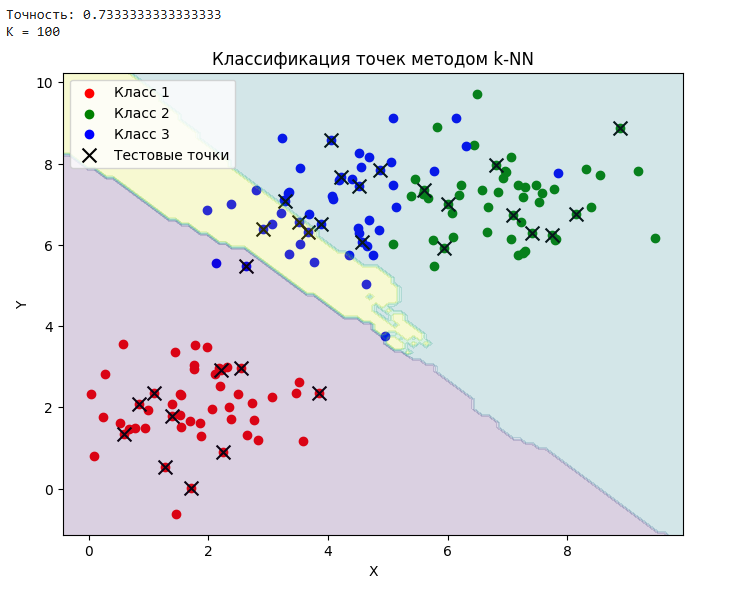 Точность: 0.7333333333333333
K = 100
Классификация точек методом k-NN
Класс 1
Класс 2
Класс 3
Тестовые точки
10
8
6
4
2
0
Y
0 2 4 6 8
X